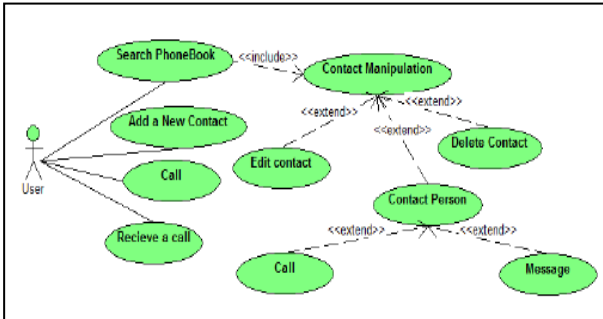 Search PhoneBook
<<include>>
Contact Manipulation
<<extend>>
<<extend>>
<<extend>>
Add a New Contact
Edit contact
Delete Contact
User
Call
Contact Person
Recieve a call
<<extend>>
<<extend>>
Call
Message